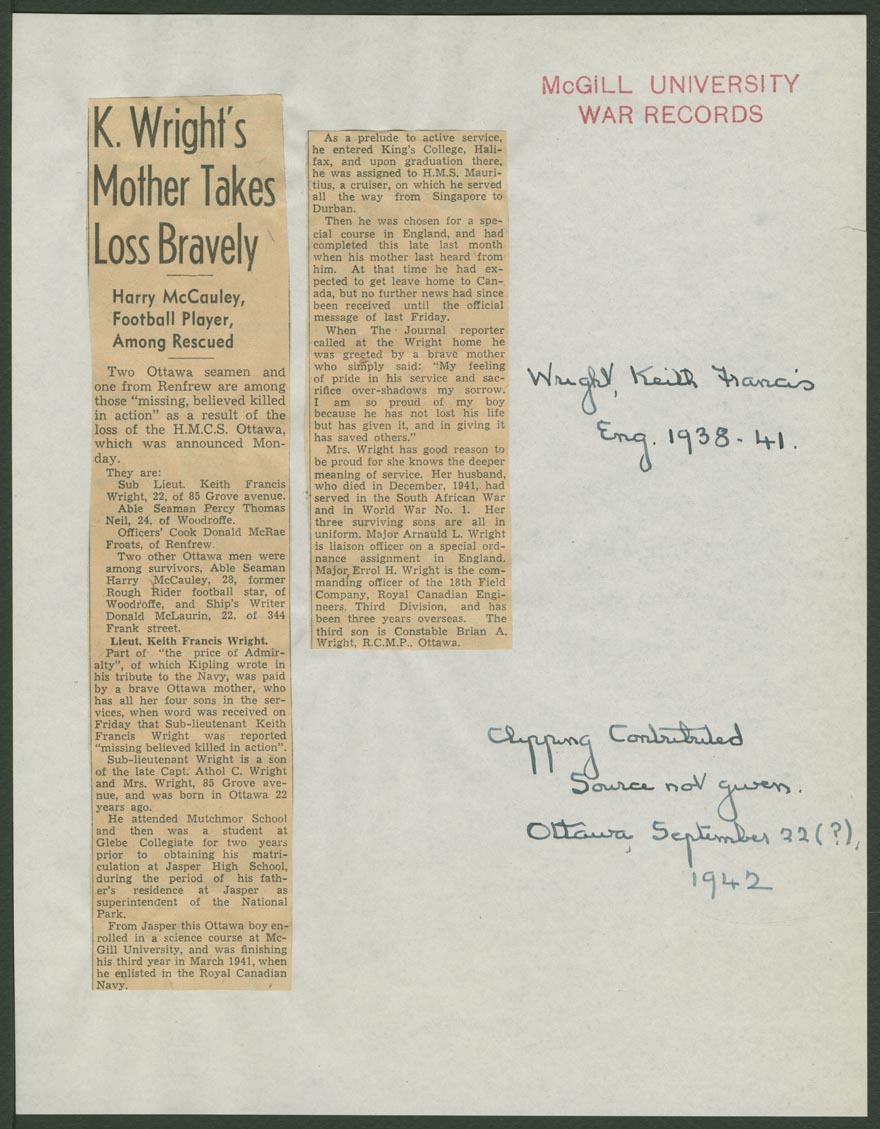 McGILL UNIVERSITY
WAR RECORDS
K. Wright's
Mother Takes
Loss Bravely
Harry McCauley,
Football Player,
Among Rescued
Two Ottawa seamen and
one from Renfrew are among
those "missing, believed killed
in action" as a result of the
loss of the H.M.C.S. Ottawa,
which was announced Mon-
day.
They are:
Sub Lieut. Keith Francis
Wright, 22, of 85 Grove avenue.
Able Seaman Percy Thomas
Neil, 24, of Woodroffe.
Officers' Cook Donald McRae
Froats, of Renfrew.
Two other Ottawa men were
among survivors, Able Seaman
Harry McCauley, 28, former
Rough Rider football star, of
Woodroffe, and Ship's Writer
Donald McLaurin, 22, of 344
Frank street.
Lieut. Keith Francis Wright.
Part of "the price of Admir-
alty", of which Kipling wrote in
his tribute to the Navy, was paid
by a brave Ottawa mother, who
has all her four sons in the ser-
vices, when word was received on
Friday that Sub-lieutenant Keith
Francis Wright was reported
"missing believed killed in action".
Sub-lieutenant Wright is a son
of the late Capt. Athol C. Wright
and Mrs. Wright, 85 Grove ave-
nue, and was born in Ottawa 22
years ago.
He attended Mutchmor School
and then was a student at
Glebe Collegiate for two years
prior to obtaining his matri-
culation at Jasper High School,
during the period of his fath-
er's residence at Jasper as
superintendent of the National
Park.
From Jasper this Ottawa boy en-
rolled in a science course at Mc-
Gill University, and was finishing
his third year in March 1941, when
he enlisted in the Royal Canadian
Navy.
As a prelude to active service,
he entered King's College, Hali-
fax, and upon graduation there,
he was assigned to H.M.S. Mauri-
tius, a cruiser, on which he served
all the way from Singapore to
Durban.
Then he was chosen for a spe-
cial course in England, and had
completed this late last month
when his mother last heard from
him. At that time he had ex-
pected to get leave home to Can-
ada, but no further news had since
been received until the official
message of last Friday.
When The Journal reporter
called at the Wright home he
was greeted by a brave mother
who simply said: "My feeling
of pride in his service and sac-
rifice over-shadows my sorrow.
I am so proud of my boy
because he has not lost his life
but has given it, and in giving it
has saved others."
Mrs. Wright has good reason to
be proud for she knows the deeper
meaning of service. Her husband,
who died in December, 1941, had
served in the South African War
and in World War No. 1. Her
three surviving sons are all in
uniform. Major Arnauld L. Wright
is liaison officer on a special ord-
nance assignment in England.
Major Errol H. Wright is the com-
manding officer of the 18th Field
Company, Royal Canadian Engi-
neers, Third Division, and has
been three years overseas. The
third son is Constable Brian A.
Wright, R.C.M.P., Ottawa.
Wright, Keith Francis
Eng. 1938-41.
Clipping Contributed
Source not given.
Ottawa, September 22(?),
1942